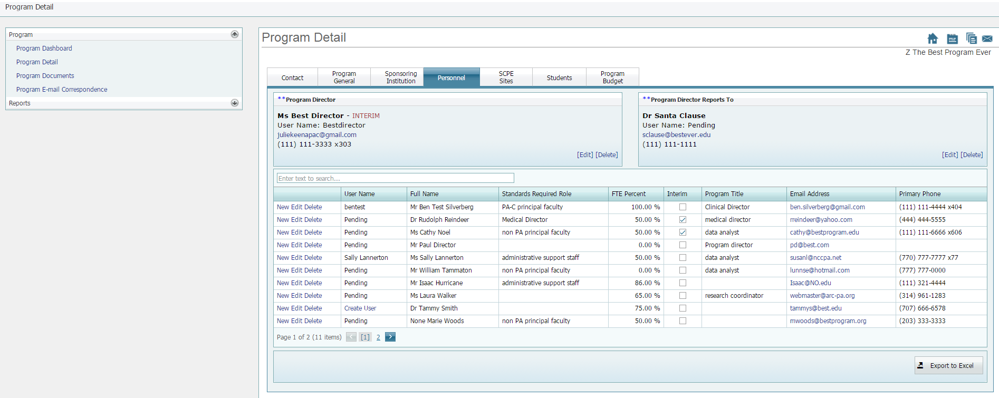 Program Detail
Program
Program Dashboard
Program Detail
Program Documents
Program E-mail Correspondence
Reports
Program Detail
Z The Best Program Ever
Contact
Program General
Sponsoring Institution
Personnel
SCPE Sites
Students
Program Budget
**Program Director
Ms Best Director - INTERIM
User Name: Bestdirector
juliekeenapac@gmail.com
(111) 111-3333 x303
[Edit] [Delete]
**Program Director Reports To
Dr Santa Clause
User Name: Pending
sclause@bestever.edu
(111) 111-1111
[Edit] [Delete]
Enter text to search...
User Name Full Name Standards Required Role FTE Percent Interim Program Title Email Address Primary Phone
New Edit Delete bentest Mr Ben Test Silverberg PA-C principal faculty 100.00 % Clinical Director ben.silverberg@gmail.com (111) 111-4444 x404
New Edit Delete Pending Dr Rudolph Reindeer Medical Director 50.00 % medical director rreindeer@yahoo.com (444) 444-5555
New Edit Delete Pending Ms Cathy Noel non PA principal faculty 50.00 % data analyst cathy@bestprogram.edu (111) 111-6666 x606
New Edit Delete Pending Mr Paul Director 0.00 % Program director pd@best.com
New Edit Delete Sally Lannerton Ms Sally Lannerton administrative support staff 50.00 % data analyst susanl@nccpa.net (770) 777-7777 x77
New Edit Delete Pending Mr William Tammaton non PA principal faculty 0.00 % data analyst lunnse@hotmail.com (777) 777-0000
New Edit Delete Pending Mr Isaac Hurricane administrative support staff 86.00 % Isaac@NO.edu (111) 321-4444
New Edit Delete Pending Ms Laura Walker 65.00 % research coordinator webmaster@arc-pa.org (314) 961-1283
New Edit Delete Create User Dr Tammy Smith 75.00 % tammys@best.edu (707) 666-6578
New Edit Delete Pending None Marie Woods non PA principal faculty 50.00 % mwoods@bestprogram.org (203) 333-3333
Page 1 of 2 (11 items) < [1] 2 >
Export to Excel